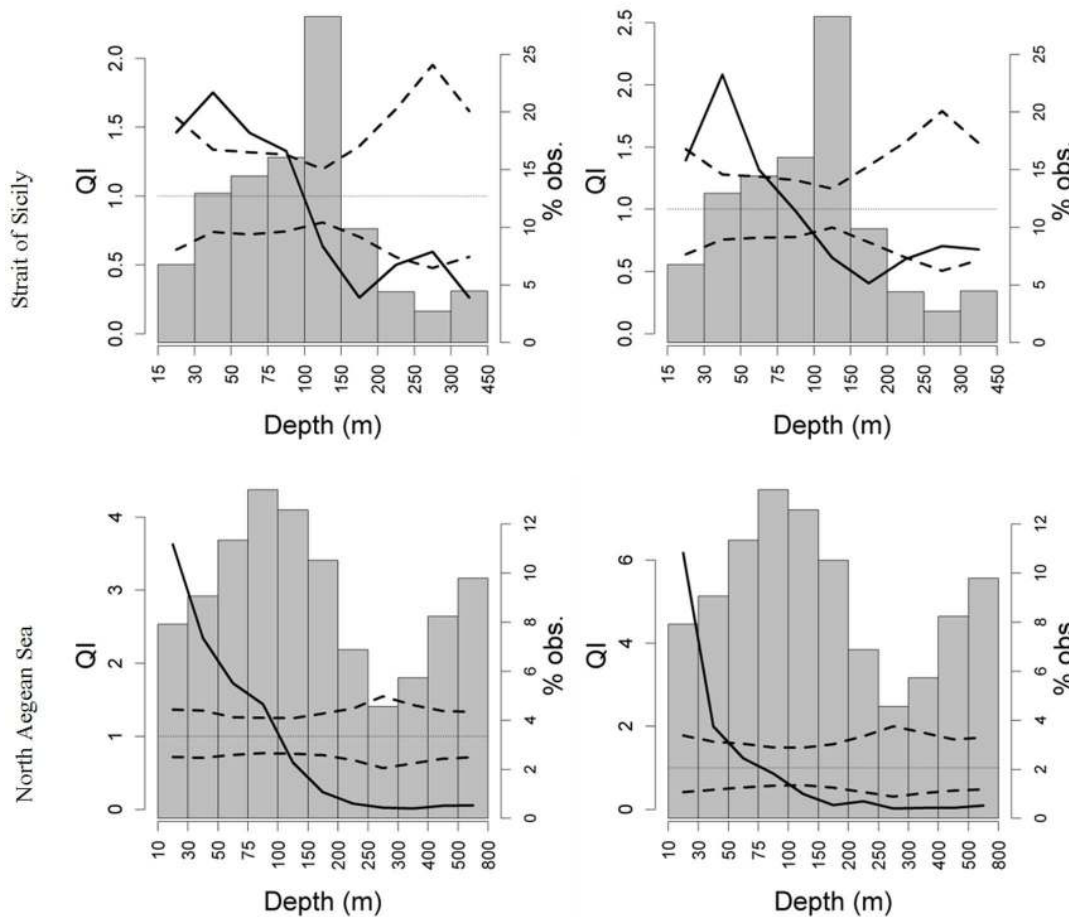 Strait of Sicily
QI
0.0 0.5 1.0 1.5 2.0
% obs.
0 5 10 15 20 25
15 30 50 75 100 150 200 250 300 450
Depth (m)
QI
0.0 0.5 1.0 1.5 2.0 2.5
% obs.
0 5 10 15 20 25
15 30 50 75 100 150 200 250 300 450
Depth (m)
North Aegean Sea
QI
0 1 2 3 4
% obs.
0 2 4 6 8 10 12
10 30 50 75 100 150 200 250 300 400 500 800
Depth (m)
QI
0 2 4 6
% obs.
0 2 4 6 8 10 12
10 30 50 75 100 150 200 250 300 400 500 800
Depth (m)